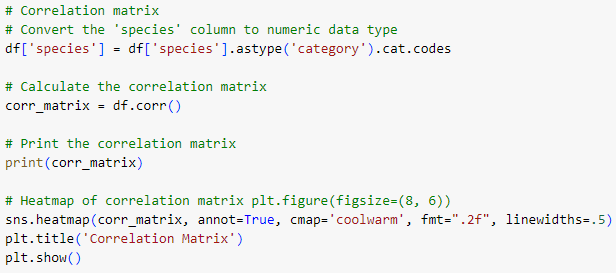 # Correlation matrix
# Convert the 'species' column to numeric data type
df['species'] = df['species'].astype('category').cat.codes
# Calculate the correlation matrix
corr_matrix = df.corr()
# Print the correlation matrix
print(corr_matrix)
# Heatmap of correlation matrix plt.figure(figsize=(8, 6))
sns.heatmap(corr_matrix, annot=True, cmap='coolwarm', fmt=".2f", linewidths=.5)
plt.title('Correlation Matrix')
plt.show()